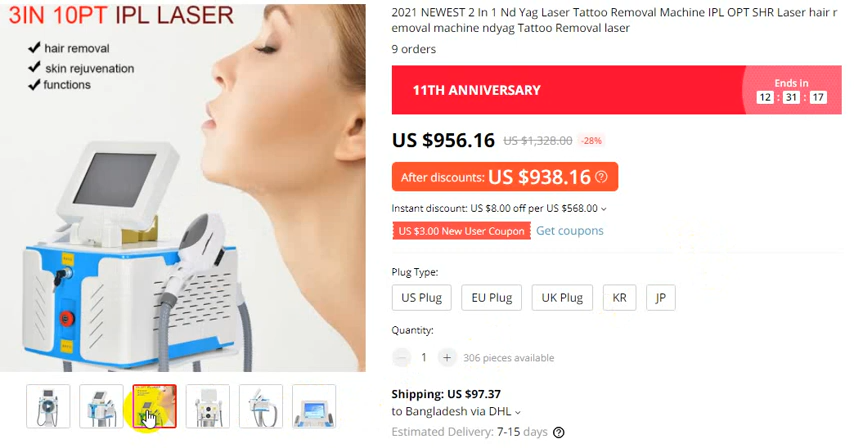 3IN 10PT IPL LASER
hair removal
skin rejuvenation
functions
2021 NEWEST 2 In 1 Nd Yag Laser Tattoo Removal Machine IPL OPT SHR Laser hair r
emoval machine ndyag Tattoo Removal laser
9 orders
11TH ANNIVERSARY
Ends in
12 : 31 : 17
US $956.16 US $1,328.00 -28%
After discounts: US $938.16 ?
Instant discount: US $8.00 off per US $568.00
US $3.00 New User Coupon Get coupons
Plug Type:
US Plug EU Plug UK Plug KR JP
Quantity:
− 1 + 306 pieces available
Shipping: US $97.37
to Bangladesh via DHL
Estimated Delivery: 7-15 days ?